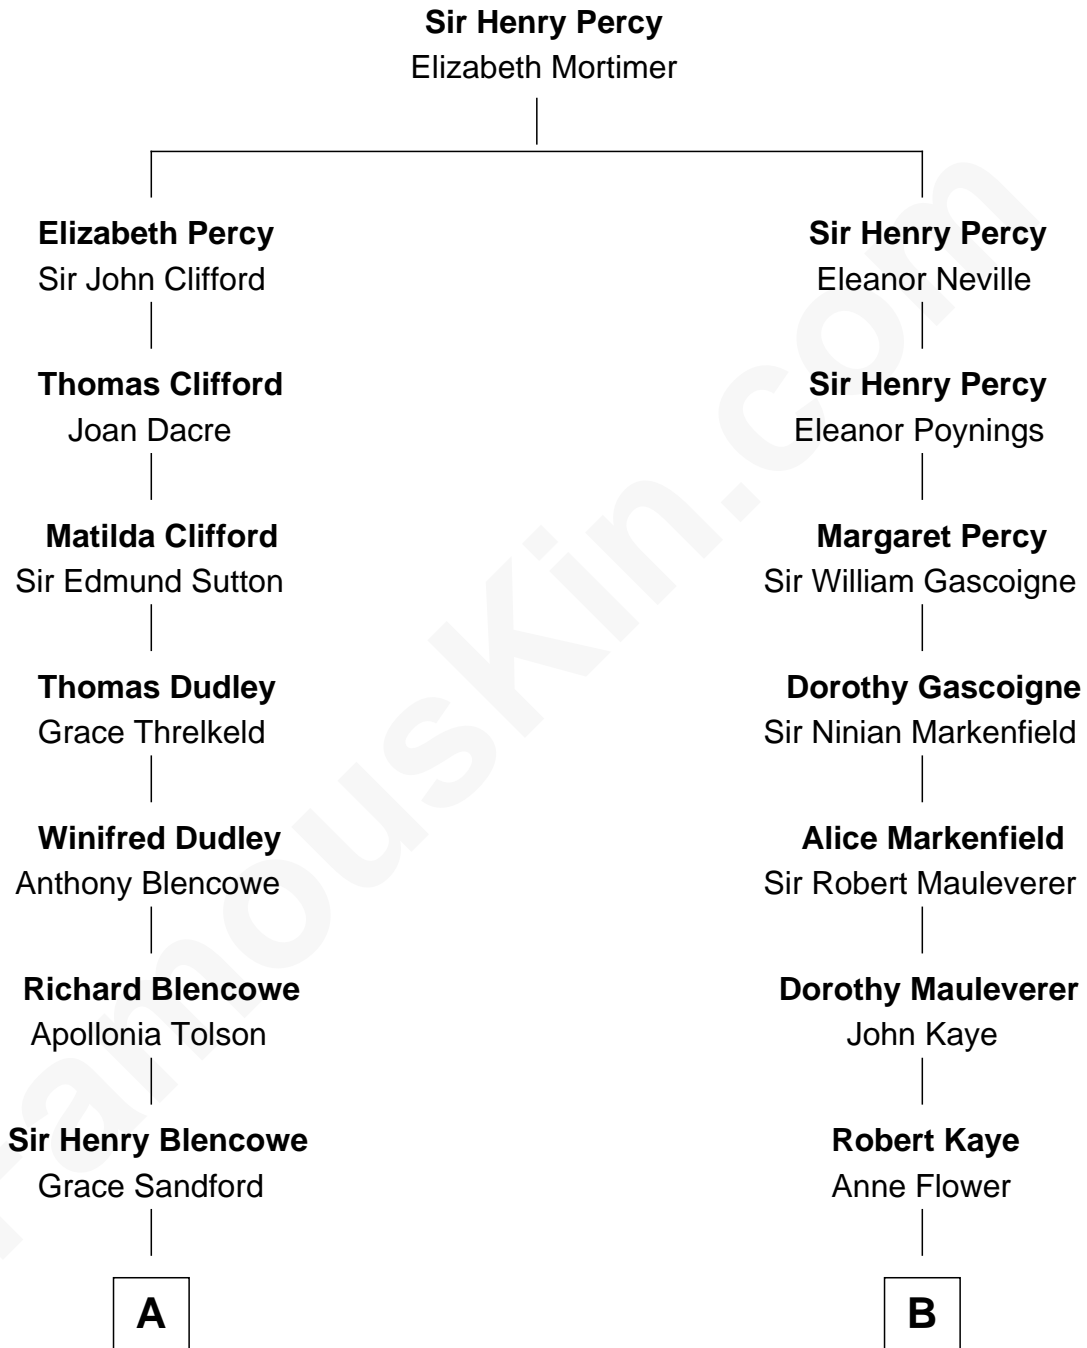 Sir Henry Percy
Elizabeth Mortimer
Elizabeth Percy
Sir John Clifford
Sir Henry Percy
Eleanor Neville
Thomas Clifford
Joan Dacre
Sir Henry Percy
Eleanor Poynings
Matilda Clifford
Sir Edmund Sutton
Margaret Percy
Sir William Gascoigne
Thomas Dudley
Grace Threlkeld
Dorothy Gascoigne
Sir Ninian Markenfield
Winifred Dudley
Anthony Blencowe
Alice Markenfield
Sir Robert Mauleverer
Richard Blencowe
Apollonia Tolson
Dorothy Mauleverer
John Kaye
Sir Henry Blencowe
Grace Sandford
Robert Kaye
Anne Flower
A
B
FamousKin.com